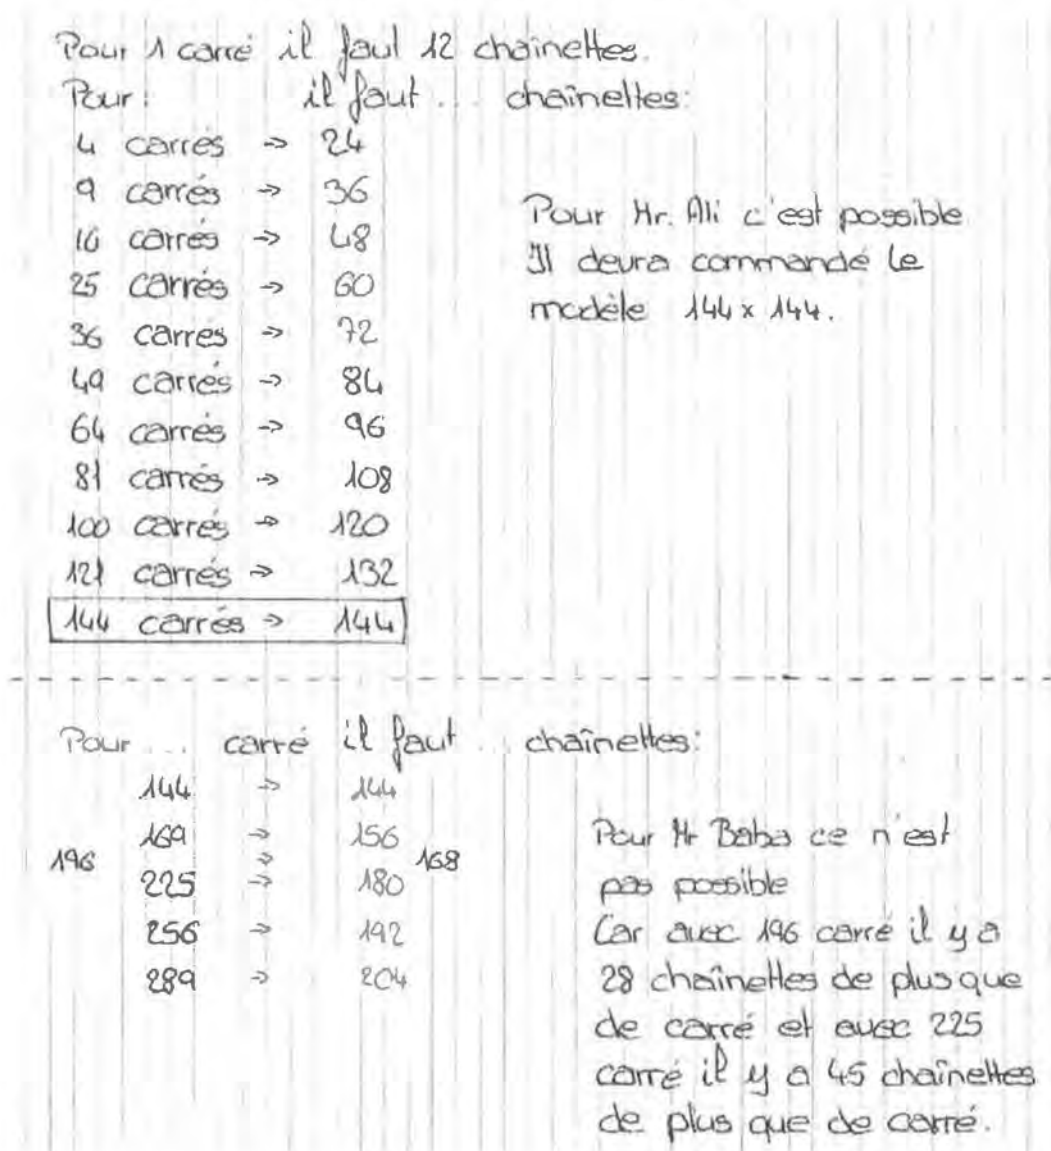 Pour 1 carré il faut 12 chaînettes.
Pour: il faut ... chaînettes:
4 carrés → 24
9 carrés → 36
16 carrés → 48
25 carrés → 60
36 carrés → 72
49 carrés → 84
64 carrés → 96
81 carrés → 108
100 carrés → 120
121 carrés → 132
144 carrés → 144
Pour Mr. Ali c'est possible
Il devra commandé le
modèle 144 x 144.
Pour ... carré il faut ... chaînettes:
144 → 144
169 → 156
196 → 168
225 → 180
256 → 192
289 → 204
Pour Mr Baba ce n'est
pas possible
Car avec 196 carré il y a
28 chaînettes de plus que
de carré et avec 225
carré il y a 45 chaînettes
de plus que de carré.